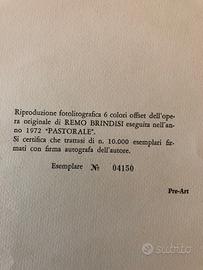 Riproduzione fotolitografica 6 colori offset dell'ope-
ra originale di REMO BRINDISI eseguita nell'an-
no 1972 "PASTORALE".
Si certifica che trattasi di n. 10.000 esemplari fir-
mati con firma autografa dell'autore.
Esemplare № 04150
Pre-Art
subito